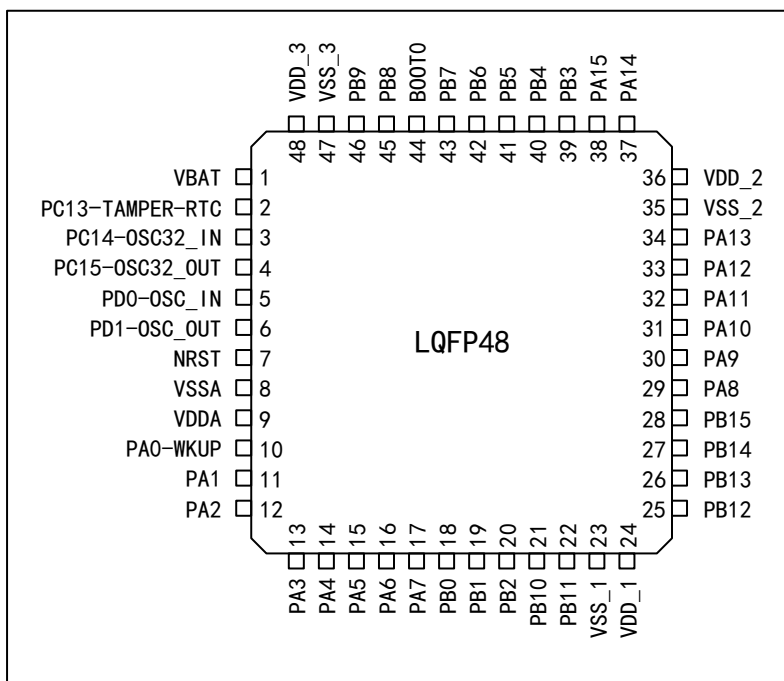 VDD_3
VSS_3
PB9
PB8
BOOT0
PB7
PB6
PB5
PB4
PB3
PA15
PA14
48
47
46
45
44
43
42
41
40
39
38
37
VBAT 1
PC13-TAMPER-RTC 2
PC14-OSC32_IN 3
PC15-OSC32_OUT 4
PD0-OSC_IN 5
PD1-OSC_OUT 6
NRST 7
VSSA 8
VDDA 9
PA0-WKUP 10
PA1 11
PA2 12
LQFP48
36 VDD_2
35 VSS_2
34 PA13
33 PA12
32 PA11
31 PA10
30 PA9
29 PA8
28 PB15
27 PB14
26 PB13
25 PB12
13
14
15
16
17
18
19
20
21
22
23
24
PA3
PA4
PA5
PA6
PA7
PB0
PB1
PB2
PB10
PB11
VSS_1
VDD_1